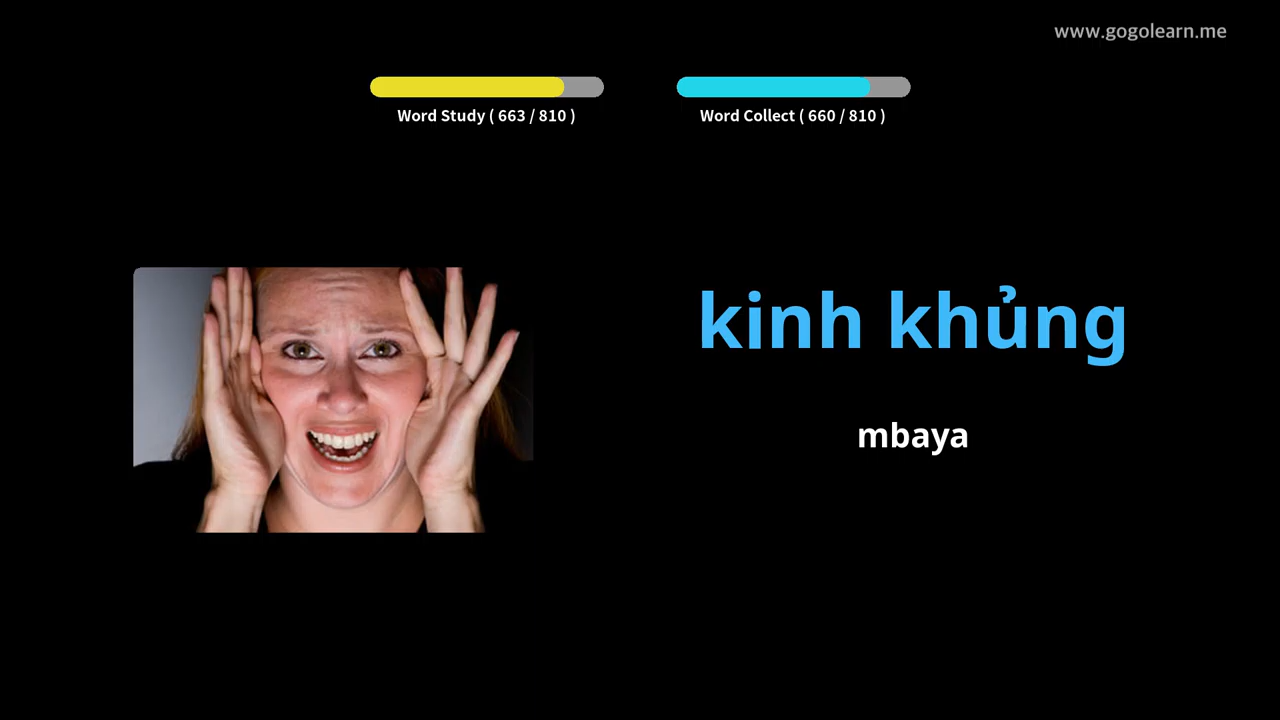 www.gogolearn.me
Word Study ( 663 / 810 )
Word Collect ( 660 / 810 )
kinh khủng
mbaya